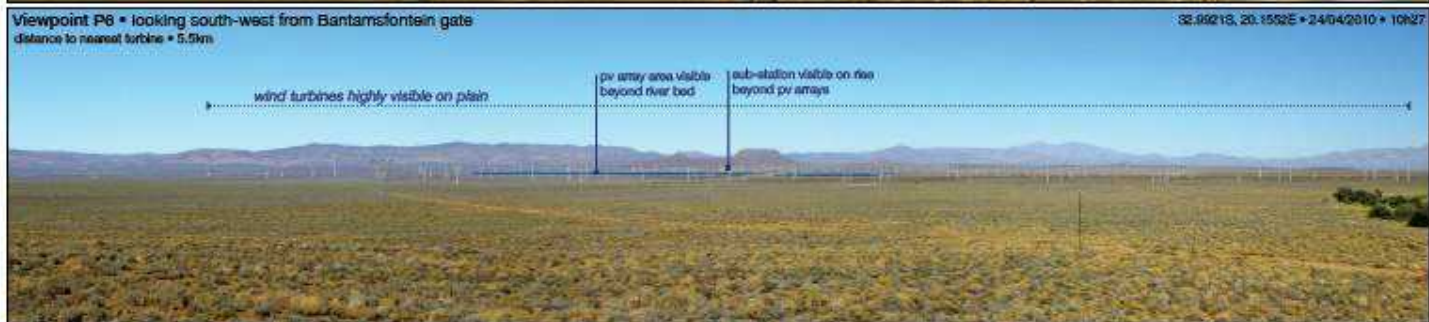 Viewpoint P6 • looking south-west from Bantamsfontein gate
32.9921S, 20.1552E • 24/04/2010 • 10h27
distance to nearest turbine • 5.5km
pv array area visible
beyond river bed
sub-station visible on rise
beyond pv arrays
wind turbines highly visible on plain